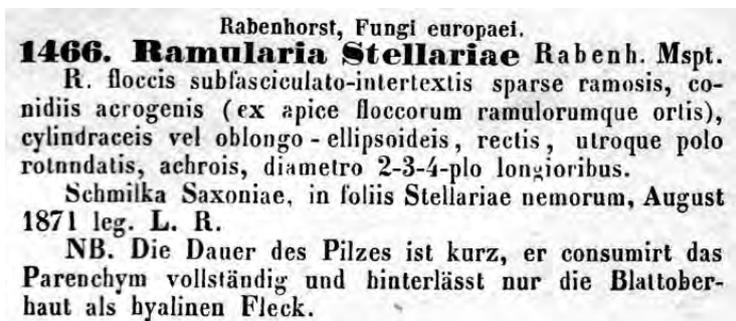 Rabenhorst, Fungi europaei.
1466. Ramularia Stellariae Rabenh. Mspt.
R. floccis subfasciculato-intertextis sparse ramosis, co-
nidiis acrogenis (ex apice floccorum ramulorumque ortis),
cylindraceis vel oblongo-ellipsoideis, rectis, utroque polo
rotnndatis, achrois, diametro 2-3-4-plo longioribus.
Schmilka Saxoniae, in foliis Stellariae nemorum, August
1871 leg. L. R.
NB. Die Dauer des Pilzes ist kurz, er consumirt das
Parenchym vollständig und hinterlässt nur die Blattober-
haut als hyalinen Fleck.